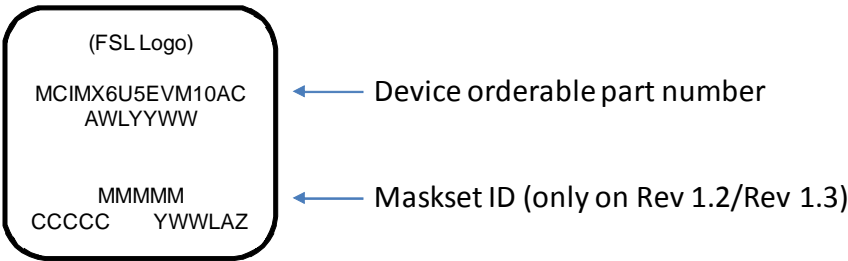 (FSL Logo)
MCIMX6U5EVM10AC
Device orderable part number
AWLYYWW
MMMMM
Maskset ID (only on Rev 1.2/Rev 1.3)
CCCCC YWWLAZ